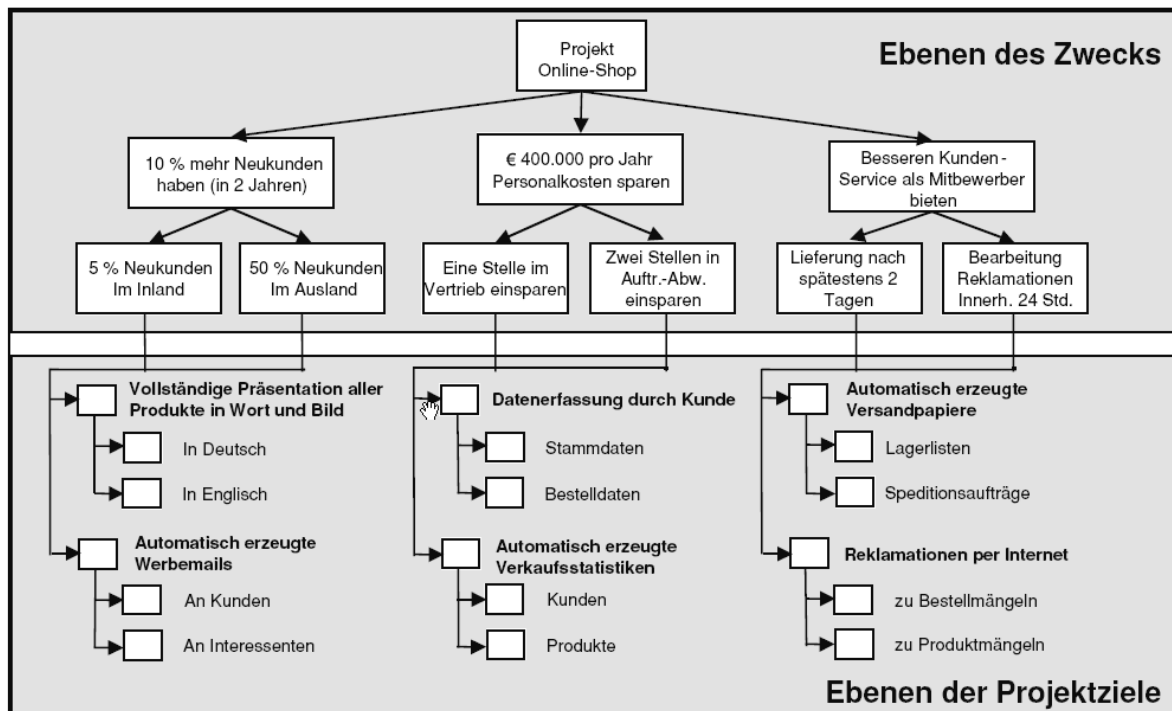 Projekt
Online-Shop
Ebenen des Zwecks
10 % mehr Neukunden
haben (in 2 Jahren)
€ 400.000 pro Jahr
Personalkosten sparen
Besseren Kunden -
Service als Mitbewerber
bieten
5 % Neukunden
Im Inland
50 % Neukunden
Im Ausland
Eine Stelle im
Vertrieb einsparen
Zwei Stellen in
Auftr.-Abw.
einsparen
Lieferung nach
spätestens 2
Tagen
Bearbeitung
Reklamationen
Innerh. 24 Std.
Vollständige Präsentation aller
Produkte in Wort und Bild
In Deutsch
In Englisch
Automatisch erzeugte
Werbemails
An Kunden
An Interessenten
Datenerfassung durch Kunde
Stammdaten
Bestelldaten
Automatisch erzeugte
Verkaufsstatistiken
Kunden
Produkte
Automatisch erzeugte
Versandpapiere
Lagerlisten
Speditionsaufträge
Reklamationen per Internet
zu Bestellmängeln
zu Produktmängeln
Ebenen der Projektziele